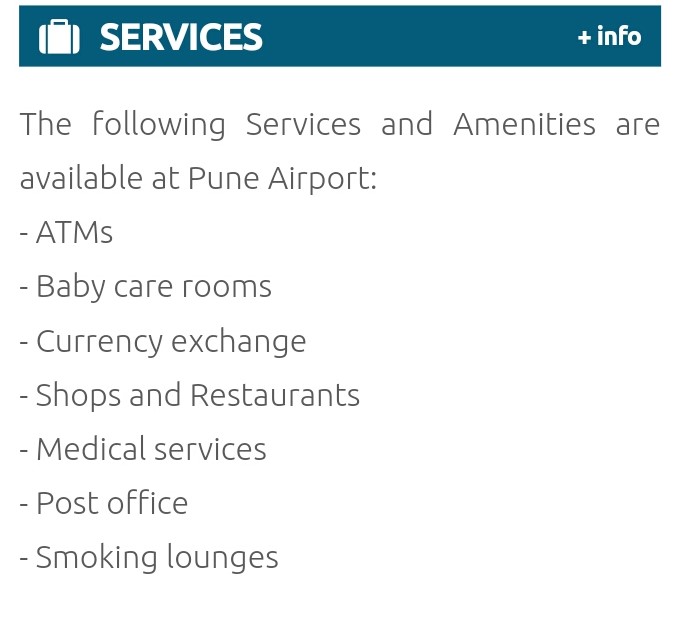 SERVICES + info
The following Services and Amenities are
available at Pune Airport:
- ATMs
- Baby care rooms
- Currency exchange
- Shops and Restaurants
- Medical services
- Post office
- Smoking lounges